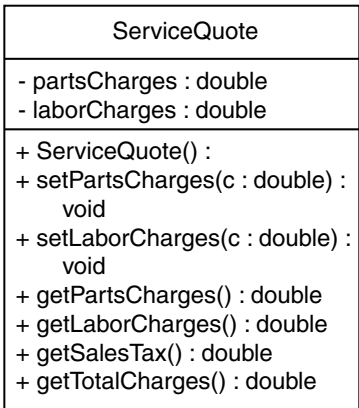 ServiceQuote
- partsCharges : double
- laborCharges : double
+ ServiceQuote() :
+ setPartsCharges(c : double) :
void
+ setLaborCharges(c : double) :
void
+ getPartsCharges() : double
+ getLaborCharges() : double
+ getSalesTax() : double
+ getTotalCharges() : double